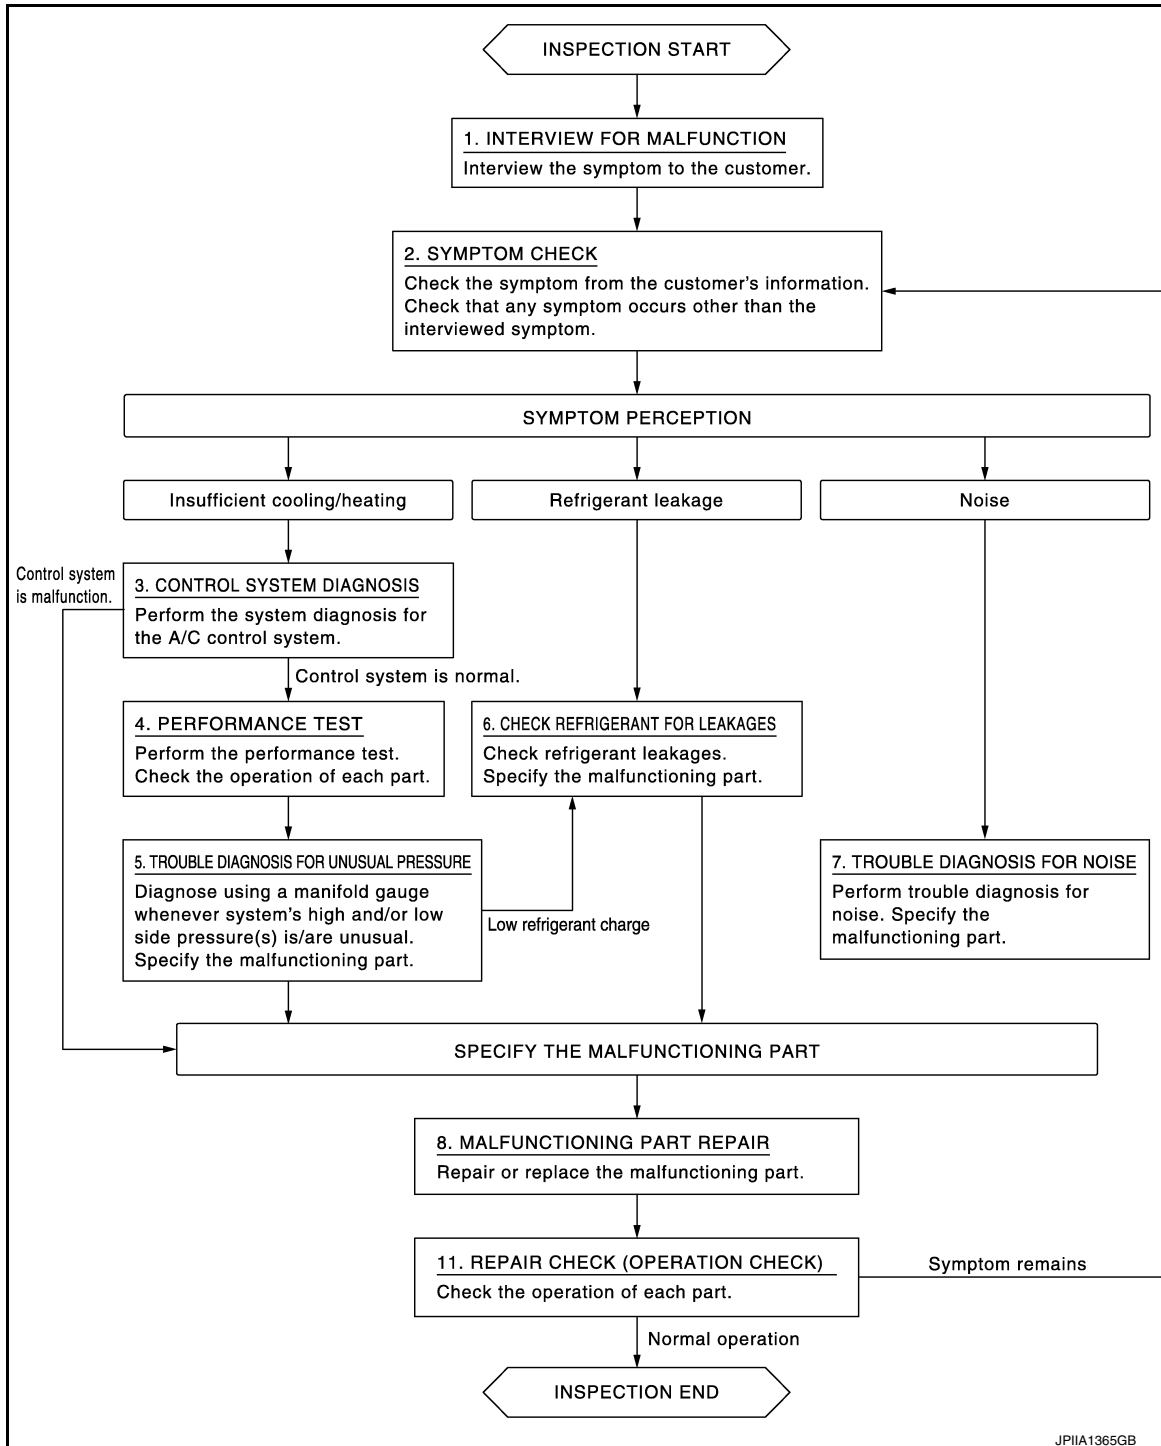 INSPECTION START
1. INTERVIEW FOR MALFUNCTION
Interview the symptom to the customer.
2. SYMPTOM CHECK
Check the symptom from the customer's information.
Check that any symptom occurs other than the
interviewed symptom.
SYMPTOM PERCEPTION
Insufficient cooling/heating
Refrigerant leakage
Noise
Control system
is malfunction.
3. CONTROL SYSTEM DIAGNOSIS
Perform the system diagnosis for
the A/C control system.
Control system is normal.
4. PERFORMANCE TEST
Perform the performance test.
Check the operation of each part.
6. CHECK REFRIGERANT FOR LEAKAGES
Check refrigerant leakages.
Specify the malfunctioning part.
5. TROUBLE DIAGNOSIS FOR UNUSUAL PRESSURE
Diagnose using a manifold gauge
whenever system's high and/or low
side pressure(s) is/are unusual.
Specify the malfunctioning part.
Low refrigerant charge
7. TROUBLE DIAGNOSIS FOR NOISE
Perform trouble diagnosis for
noise. Specify the
malfunctioning part.
SPECIFY THE MALFUNCTIONING PART
8. MALFUNCTIONING PART REPAIR
Repair or replace the malfunctioning part.
11. REPAIR CHECK (OPERATION CHECK)
Check the operation of each part.
Symptom remains
Normal operation
INSPECTION END
JPIIA1365GB